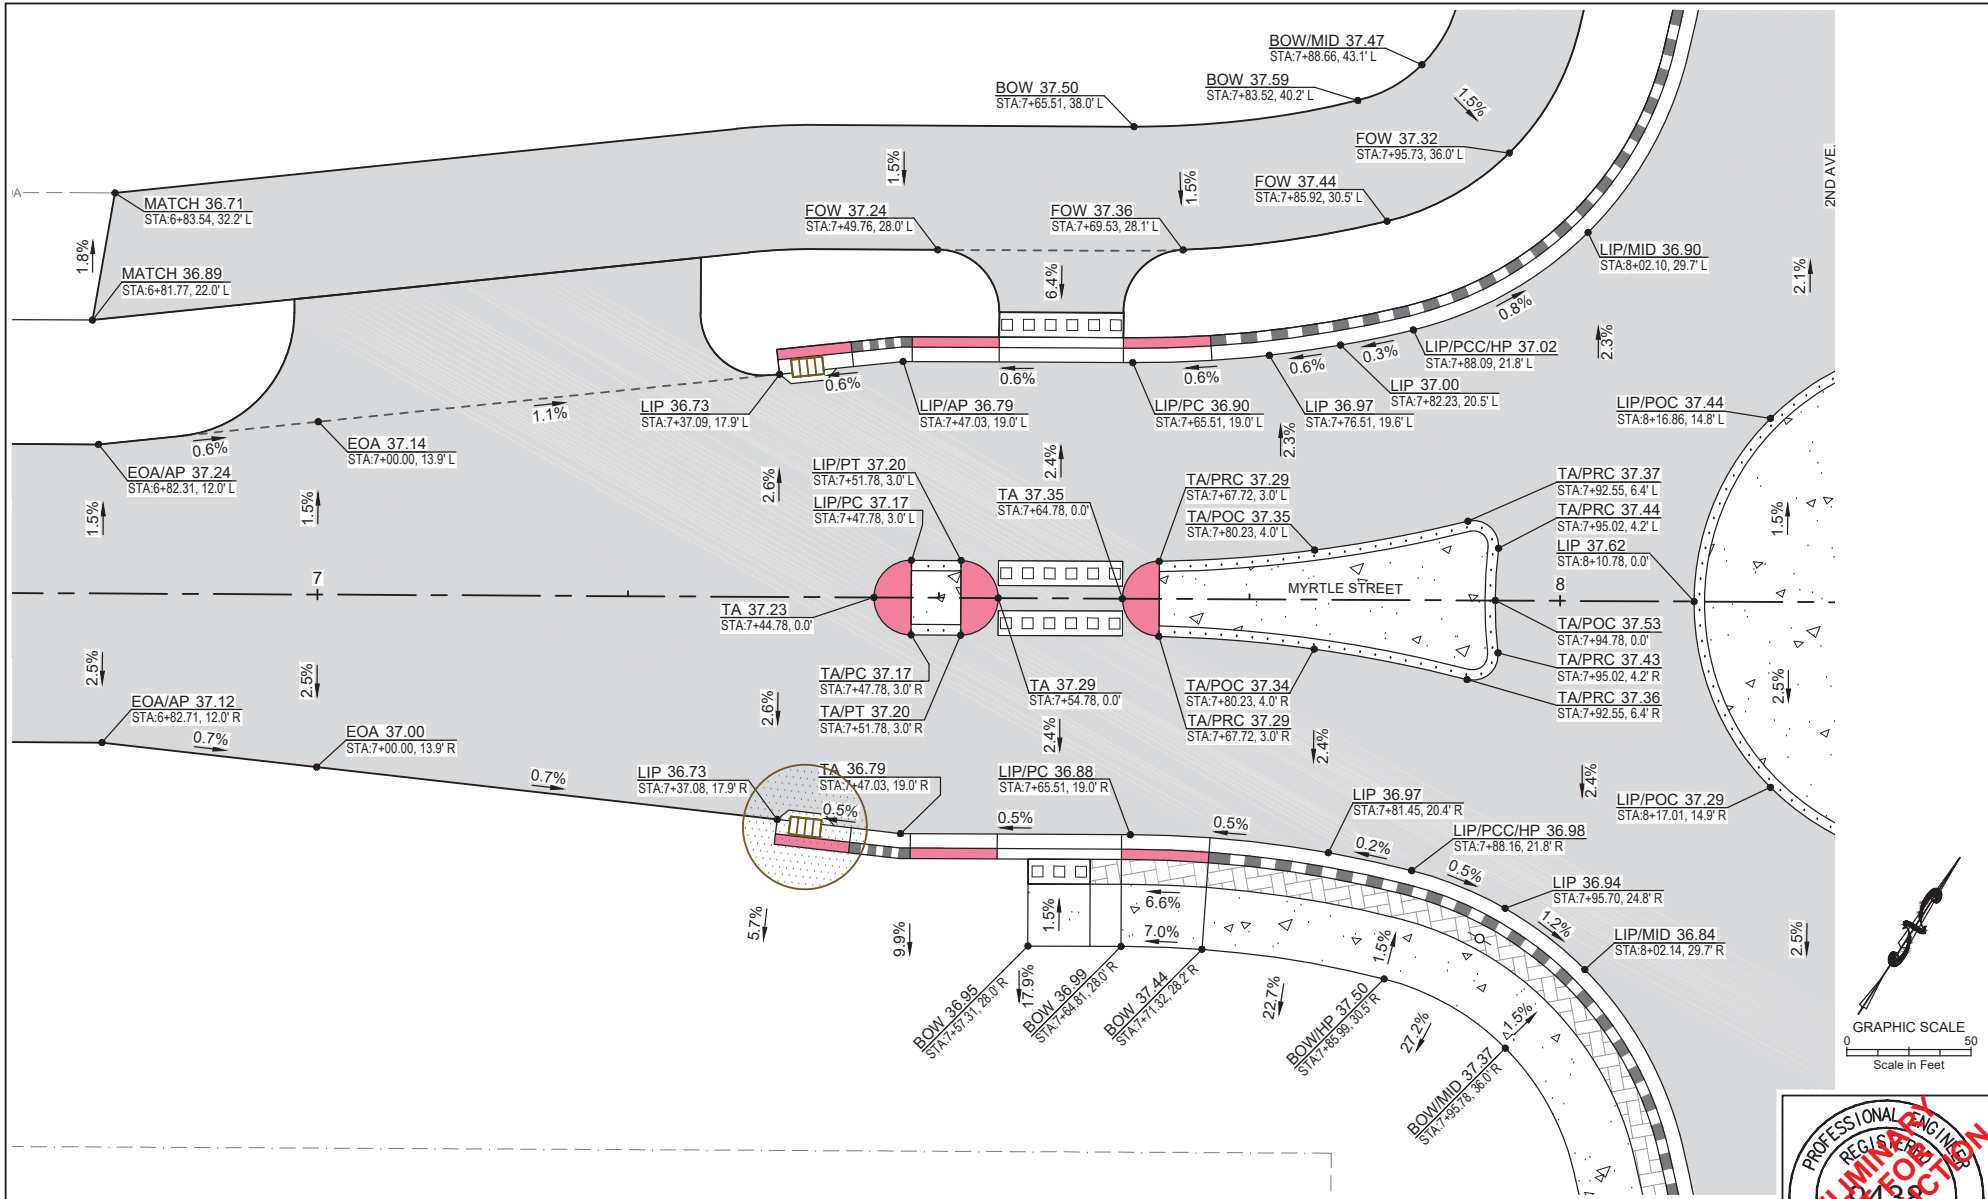 BOW/MID 37.47
STA:7+88.66, 43.1' L
BOW 37.59
STA:7+83.52, 40.2' L
BOW 37.50
STA:7+65.51, 38.0' L
1.5%
FOW 37.32
STA:7+95.73, 36.0' L
2ND AVE.
1.5%
1.5%
FOW 37.44
STA:7+85.92, 30.5' L
MATCH 36.71
STA:6+83.54, 32.2' L
FOW 37.24
STA:7+49.76, 28.0' L
FOW 37.36
STA:7+69.53, 28.1' L
1.8%
LIP/MID 36.90
STA:8+02.10, 29.7' L
MATCH 36.89
STA:6+81.77, 22.0' L
6.4%
2.1%
0.8%
2.3%
LIP/PCC/HP 37.02
STA:7+88.09, 21.8' L
0.3%
0.6%
0.6%
0.6%
0.6%
LIP 37.00
STA:7+82.23, 20.5' L
1.1%
LIP 36.73
STA:7+37.09, 17.9' L
LIP/AP 36.79
STA:7+47.03, 19.0' L
LIP/PC 36.90
STA:7+65.51, 19.0' L
LIP 36.97
STA:7+76.51, 19.6' L
LIP/POC 37.44
STA:8+16.86, 14.8' L
0.6%
EOA 37.14
STA:7+00.00, 13.9' L
2.3%
2.4%
EOA/AP 37.24
STA:6+82.31, 12.0' L
2.6%
LIP/PT 37.20
STA:7+51.78, 3.0' L
LIP/PC 37.17
STA:7+47.78, 3.0' L
TA 37.35
STA:7+64.78, 0.0'
TA/PRC 37.29
STA:7+67.72, 3.0' L
TA/POC 37.35
STA:7+80.23, 4.0' L
TA/PRC 37.37
STA:7+92.55, 6.4' L
TA/PRC 37.44
STA:7+95.02, 4.2' L
LIP 37.62
STA:8+10.78, 0.0'
1.5%
1.5%
1.5%
7
MYRTLE STREET
8
TA 37.23
STA:7+44.78, 0.0'
TA/POC 37.53
STA:7+94.78, 0.0'
TA/PRC 37.43
STA:7+95.02, 4.2' R
TA/PRC 37.36
STA:7+92.55, 6.4' R
2.5%
2.5%
2.5%
TA/PC 37.17
STA:7+47.78, 3.0' R
TA/PT 37.20
STA:7+51.78, 3.0' R
TA 37.29
STA:7+54.78, 0.0'
TA/POC 37.34
STA:7+80.23, 4.0' R
TA/PRC 37.29
STA:7+67.72, 3.0' R
2.6%
EOA/AP 37.12
STA:6+82.71, 12.0' R
0.7%
EOA 37.00
STA:7+00.00, 13.9' R
2.4%
2.4%
2.4%
0.7%
LIP 36.73
STA:7+37.08, 17.9' R
TA 36.79
STA:7+47.03, 19.0' R
LIP/PC 36.88
STA:7+65.51, 19.0' R
LIP 36.97
STA:7+81.45, 20.4' R
LIP/POC 37.29
STA:8+17.01, 14.9' R
0.5%
0.5%
0.5%
LIP/PCC/HP 36.98
STA:7+88.16, 21.8' R
0.2%
0.5%
LIP 36.94
STA:7+95.70, 24.8' R
1.2%
LIP/MID 36.84
STA:8+02.14, 29.7' R
5.7%
9.9%
1.5%
6.6%
7.0%
1.5%
2.5%
BOW 36.95
STA:7+57.31, 28.0' R
17.9%
BOW 36.99
STA:7+64.81, 28.0' R
BOW 37.44
STA:7+71.32, 28.2' R
22.7%
BOW/HP 37.50
STA:7+85.99, 30.5' R
27.2%
1.5%
BOW/MID 37.37
STA:7+95.78, 36.0' R
GRAPHIC SCALE
0 50
Scale in Feet
PROFESSIONAL ENGINEER
REGISTERED